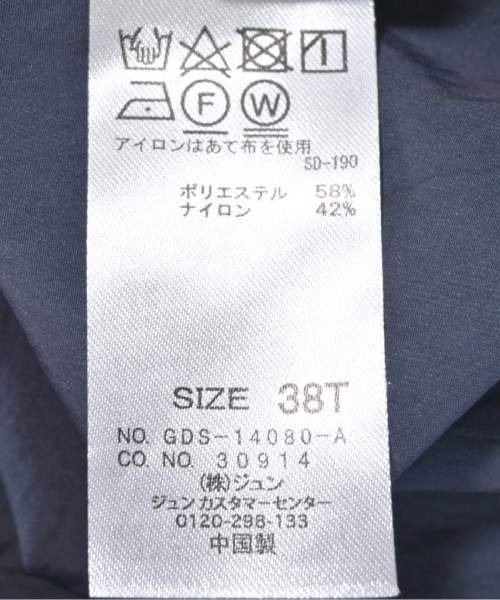 F W
アイロンはあて布を使用
SD-190
ポリエステル 58%
ナイロン 42%
SIZE 38T
NO. GDS-14080-A
CO. NO. 30914
(株)ジュン
ジュンカスタマーセンター
0120-298-133
中国製